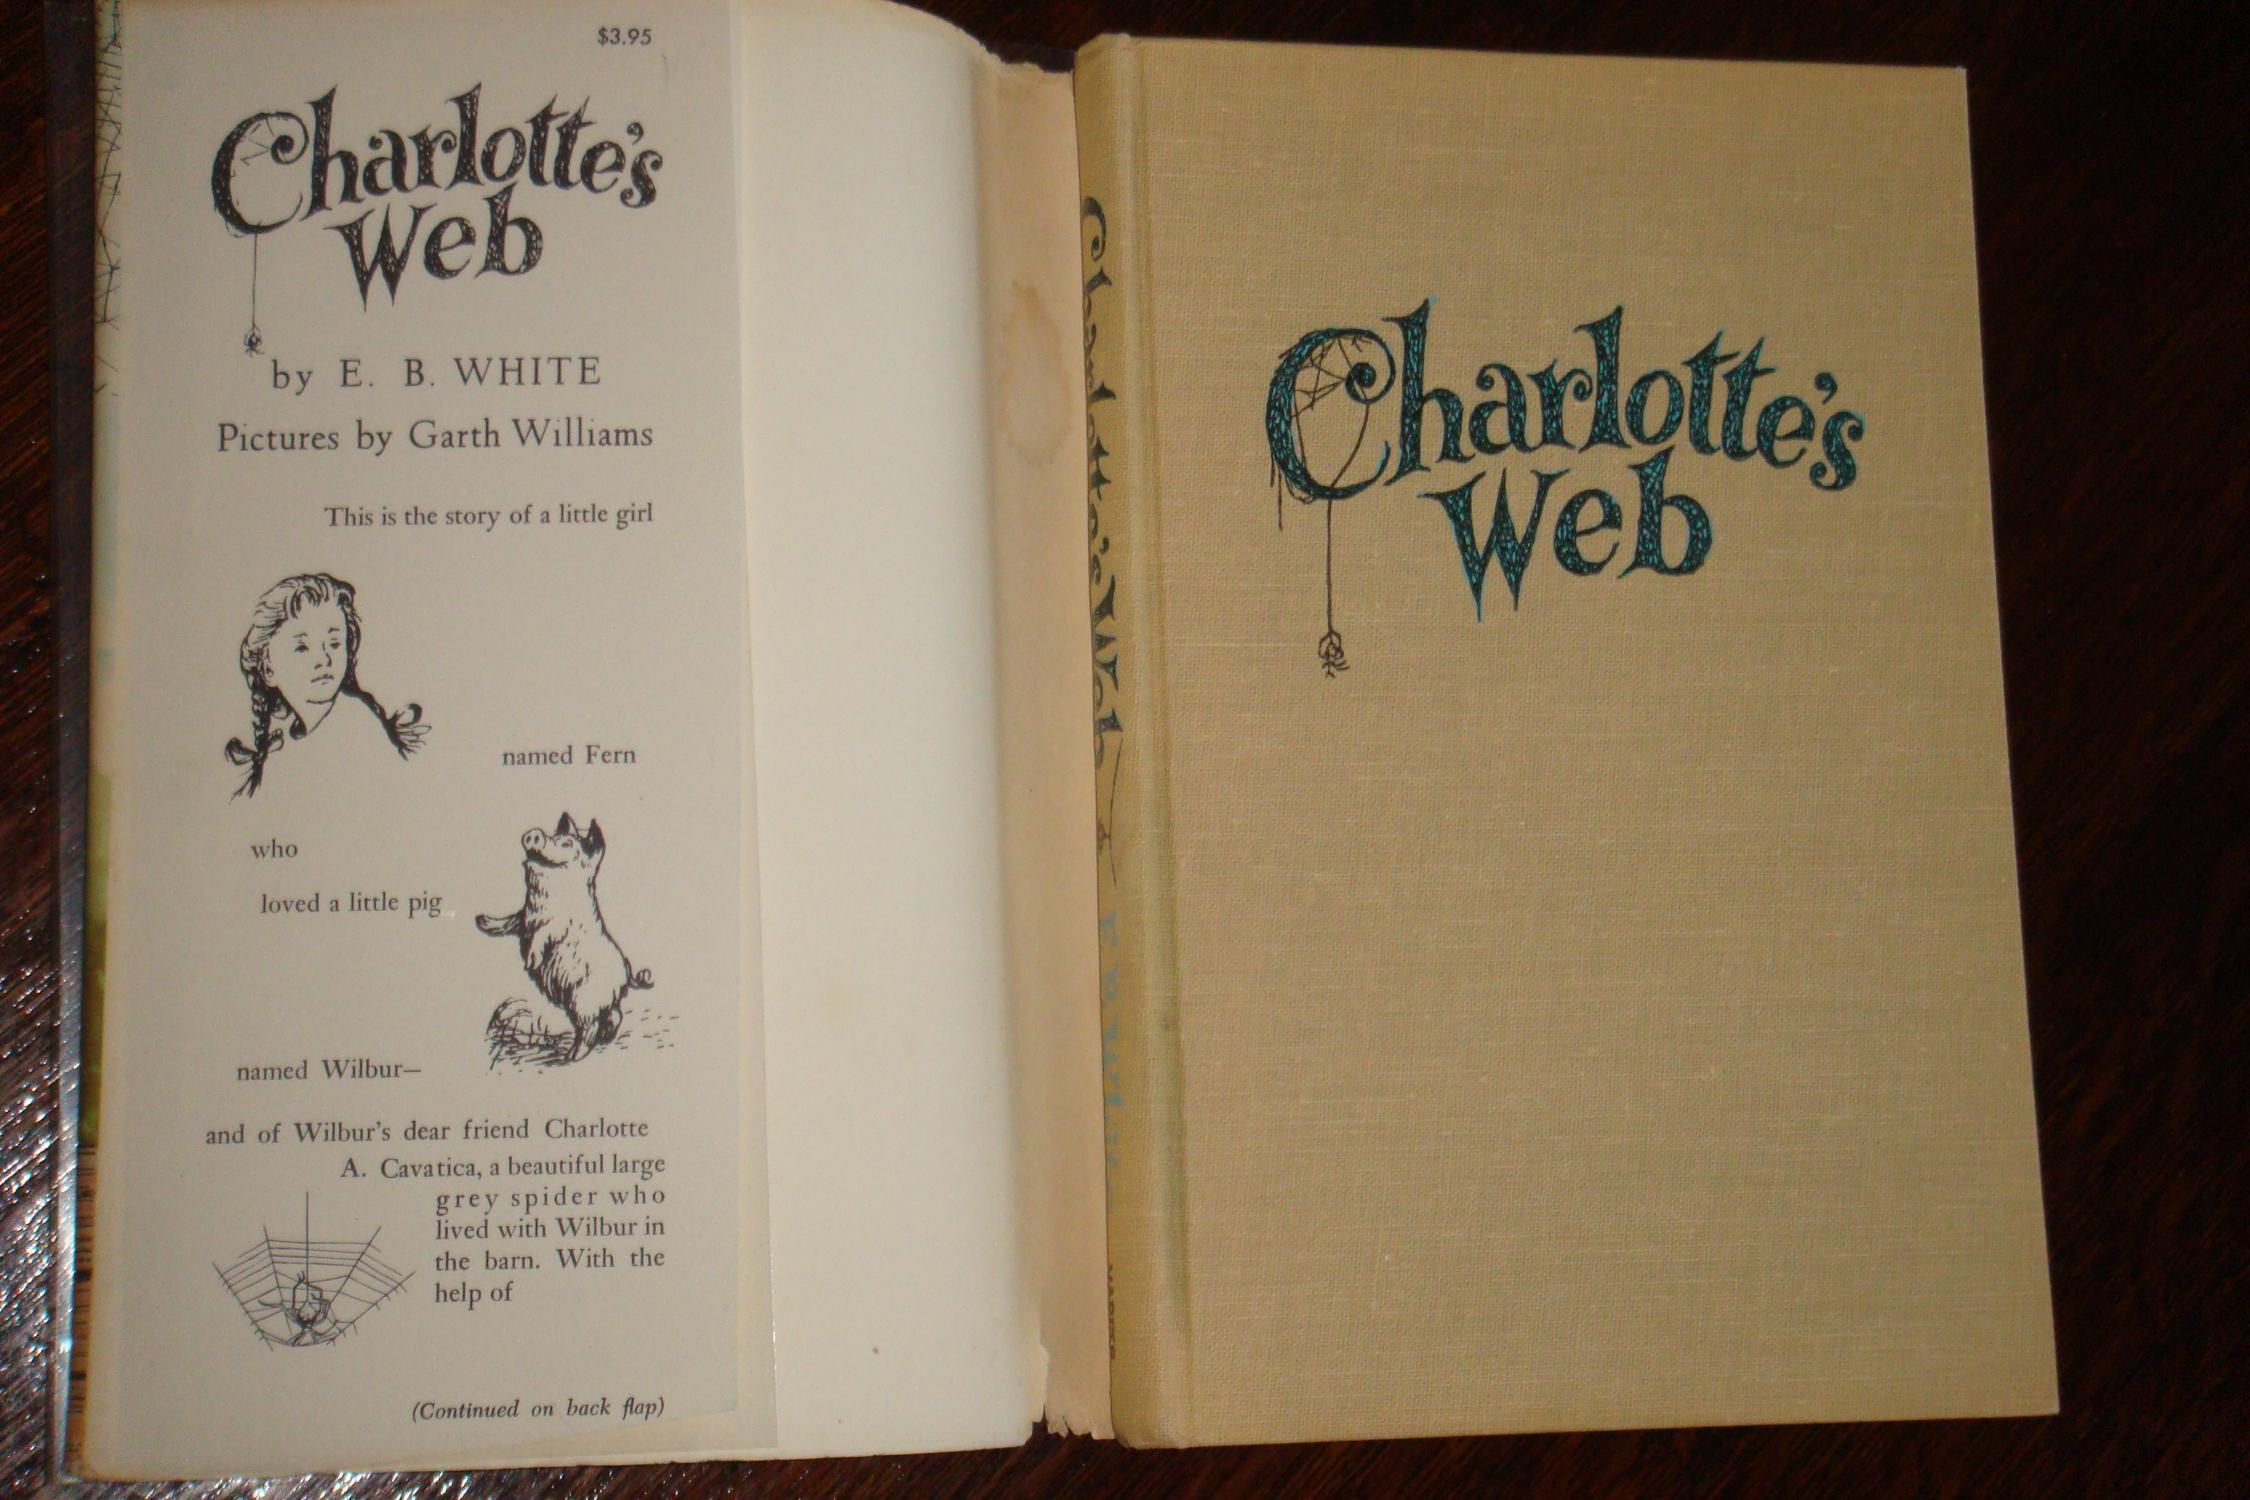 $3.95
Charlotte's
Web
by E. B. WHITE
Pictures by Garth Williams
This is the story of a little girl
named Fern
who
loved a little pig
named Wilbur—
and of Wilbur's dear friend Charlotte
A. Cavatica, a beautiful large
grey spider who
lived with Wilbur in
the barn. With the
help of
(Continued on back flap)
Charlotte's Web
Charlotte's
Web